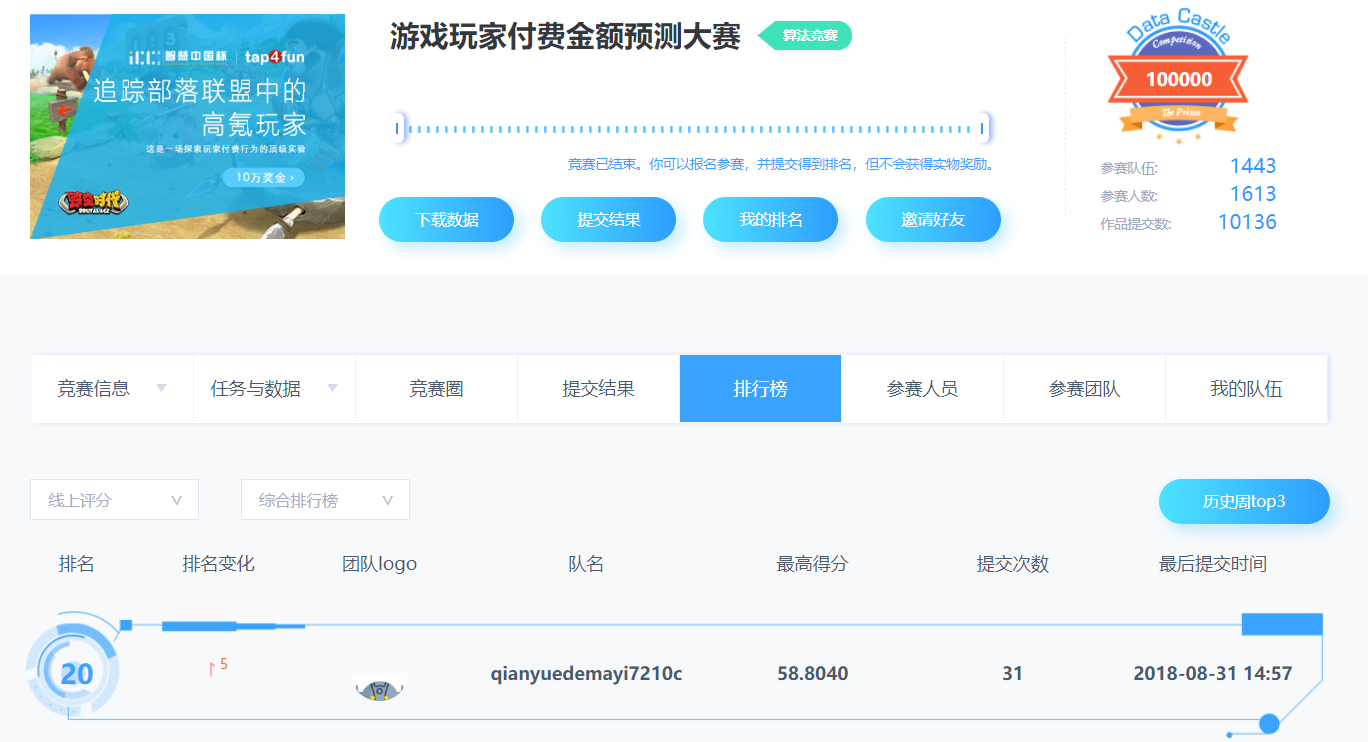 智慧中国杯 | tap4fun
追踪部落联盟中的
高氪玩家
这是一场探索玩家付费行为的顶级实验
10万奖金 >
野蛮时代
BRUTAL AGE
游戏玩家付费金额预测大赛
算法竞赛
竞赛已结束。你可以报名参赛，并提交得到排名，但不会获得实物奖励。
下载数据 提交结果 我的排名 邀请好友
Data Castle
Competition
100000
The Prizes
参赛队伍: 1443
参赛人数: 1613
作品提交数: 10136
竞赛信息 任务与数据 竞赛圈 提交结果 排行榜 参赛人员 参赛团队 我的队伍
线上评分 综合排行榜 历史周top3
排名 排名变化 团队logo 队名 最高得分 提交次数 最后提交时间
20 ↑5 qianyuedemayi7210c 58.8040 31 2018-08-31 14:57